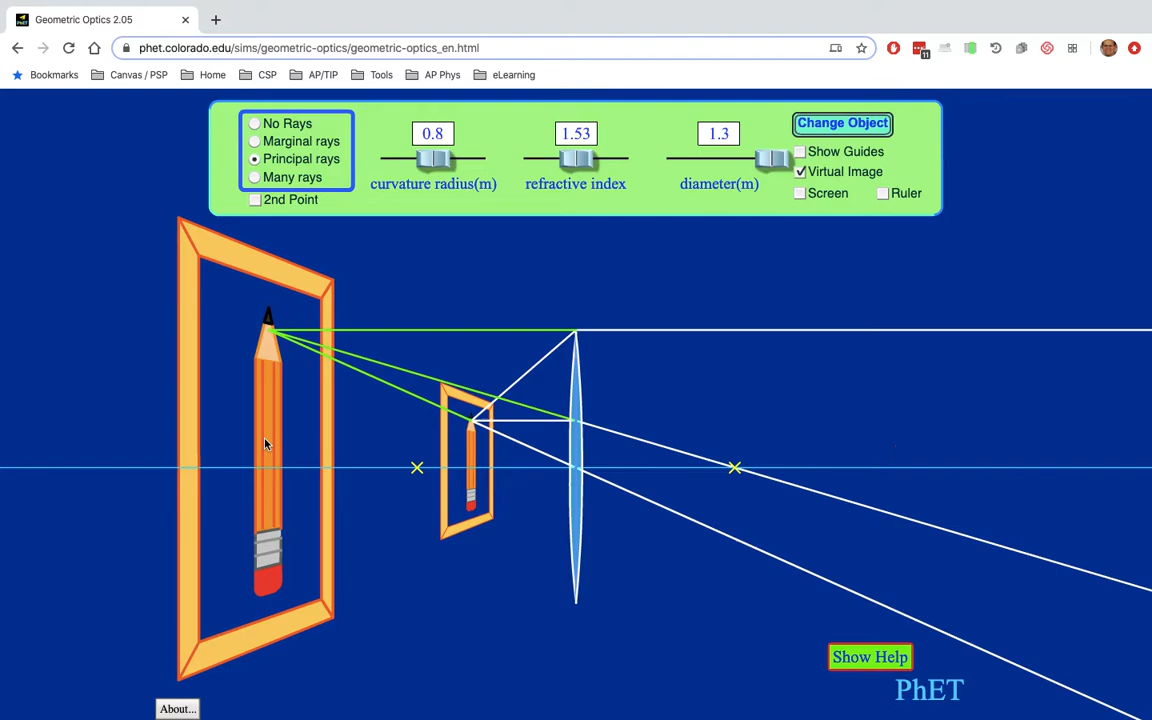 Geometric Optics 2.05
phet.colorado.edu/sims/geometric-optics/geometric-optics_en.html
11
Bookmarks Canvas / PSP Home CSP AP/TIP Tools AP Phys eLearning
No Rays
Marginal rays
Principal rays
Many rays
2nd Point
0.8
curvature radius(m)
1.53
refractive index
1.3
diameter(m)
Change Object
Show Guides
Virtual Image
Screen Ruler
Show Help
PhET
About...